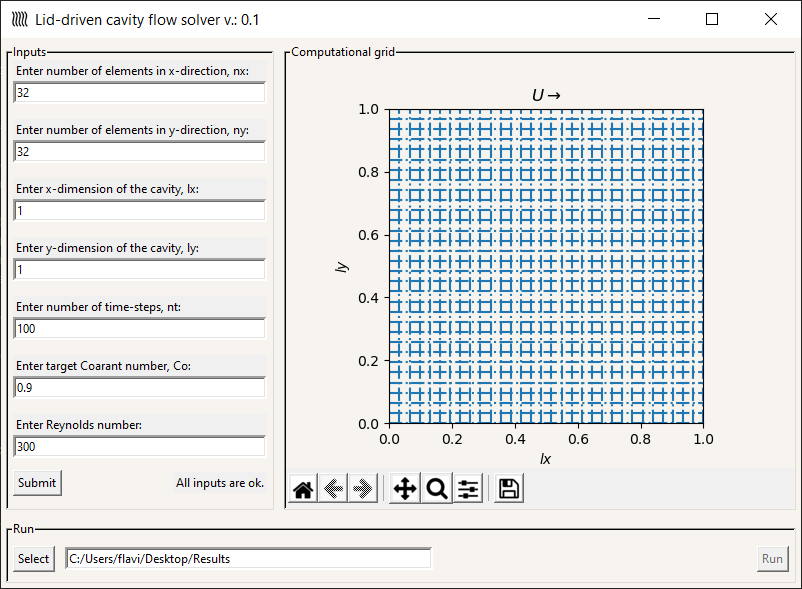 Lid-driven cavity flow solver v.: 0.1
Inputs
Enter number of elements in x-direction, nx:
32
Enter number of elements in y-direction, ny:
32
Enter x-dimension of the cavity, lx:
1
Enter y-dimension of the cavity, ly:
1
Enter number of time-steps, nt:
100
Enter target Coarant number, Co:
0.9
Enter Reynolds number:
300
Submit
All inputs are ok.
Computational grid
U→
1.0
0.8
0.6
0.4
0.2
0.0
ly
0.0 0.2 0.4 0.6 0.8 1.0
lx
Run
Select
C:/Users/flavi/Desktop/Results
Run